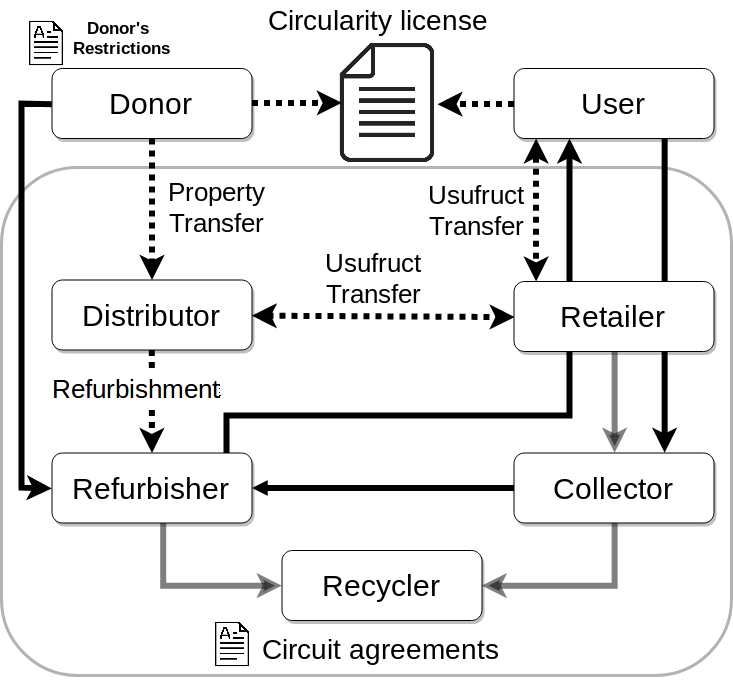 Circularity license
Donor's
Restrictions
Donor
User
Property
Transfer
Usufruct
Transfer
Usufruct
Transfer
Distributor
Retailer
Refurbishment
Refurbisher
Collector
Recycler
Circuit agreements